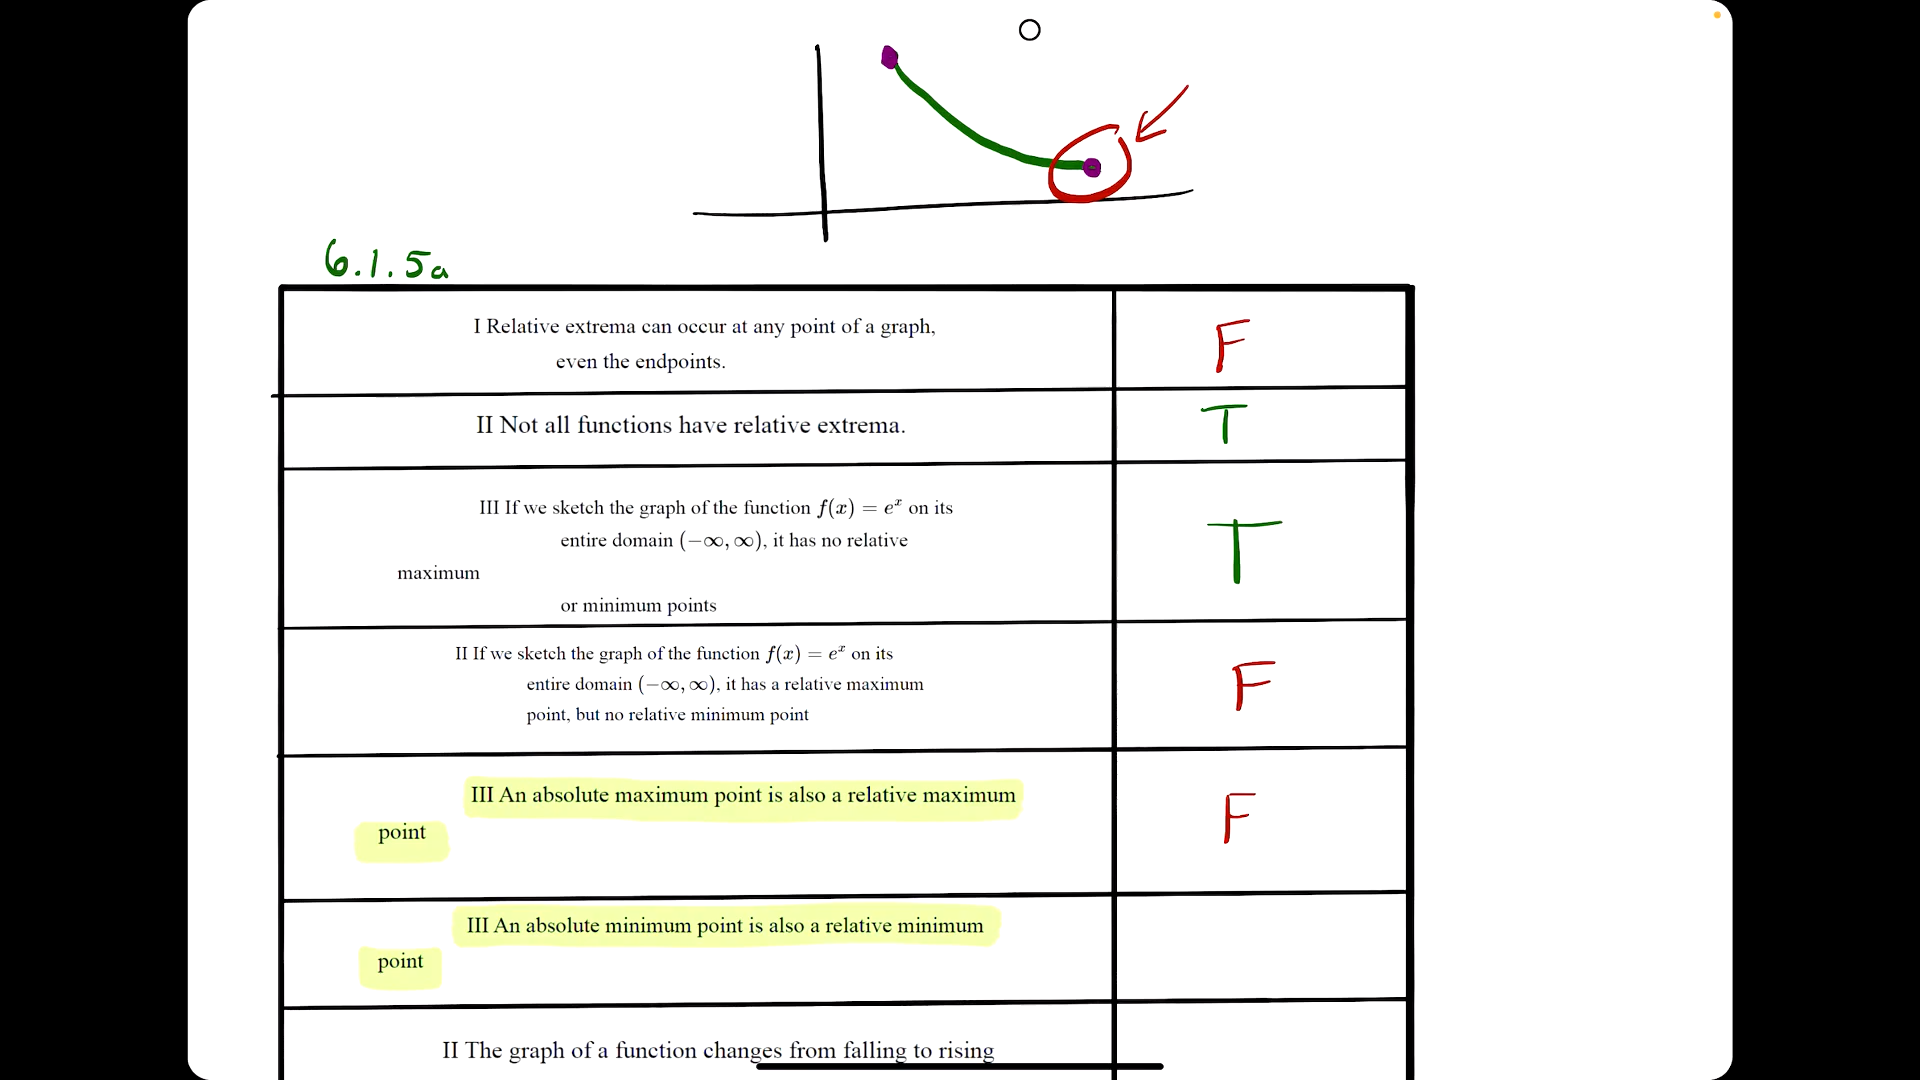 6.1.5a
I Relative extrema can occur at any point of a graph,
even the endpoints.
F
II Not all functions have relative extrema.
T
III If we sketch the graph of the function f(x) = eˣ on its
entire domain (−∞, ∞), it has no relative
maximum
or minimum points
T
II If we sketch the graph of the function f(x) = eˣ on its
entire domain (−∞, ∞), it has a relative maximum
point, but no relative minimum point
F
III An absolute maximum point is also a relative maximum
point
F
III An absolute minimum point is also a relative minimum
point
II The graph of a function changes from falling to rising